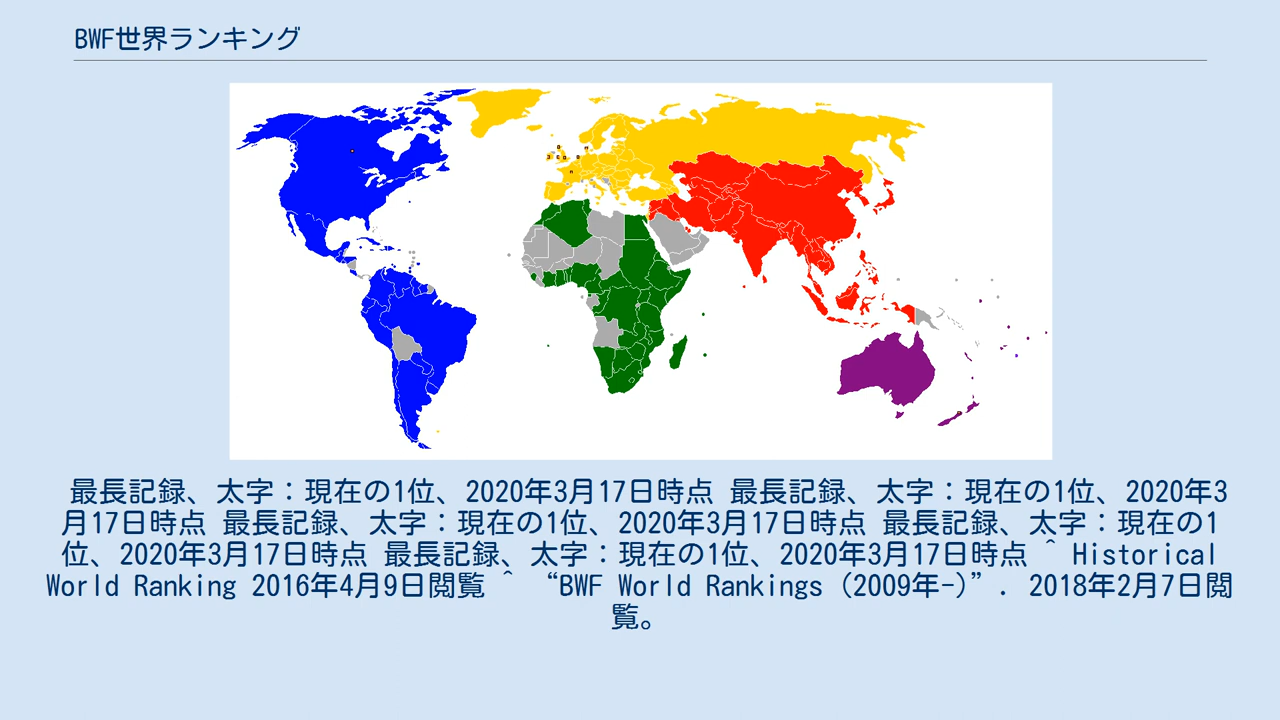 BWF世界ランキング
最長記録、太字：現在の1位、2020年3月17日時点 最長記録、太字：現在の1位、2020年3
月17日時点 最長記録、太字：現在の1位、2020年3月17日時点 最長記録、太字：現在の1
位、2020年3月17日時点 最長記録、太字：現在の1位、2020年3月17日時点 ^ Historical
World Ranking 2016年4月9日閲覧 ^ “BWF World Rankings (2009年-)”. 2018年2月7日閲
覧。